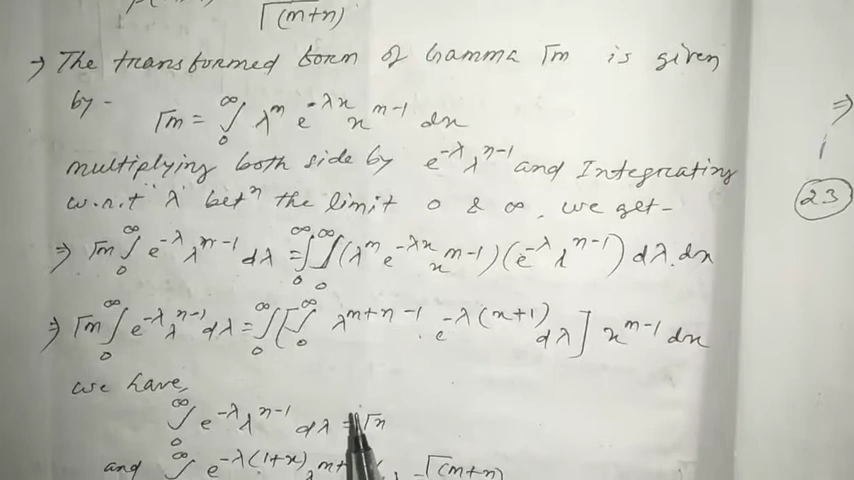 Γ(m+n)
→ The transformed form of Gamma Γm is given
by-
Γm = ∫₀^∞ λ^m e^-λx x^m-1 dx
multiplying both side by e^-λ λ^n-1 and Integrating
w.r.t 'λ' betⁿ the limit 0 & ∞, we get-
⇒ Γm ∫₀^∞ e^-λ λ^n-1 dλ = ∫₀^∞ ∫₀^∞ (λ^m e^-λx x^m-1) (e^-λ λ^n-1) dλ.dx
⇒ Γm ∫₀^∞ e^-λ λ^n-1 dλ = ∫₀^∞ [∫₀^∞ λ^m+n-1 . e^-λ(x+1) dλ] x^m-1 dx
we have,
∫₀^∞ e^-λ λ^n-1 dλ = Γn
and ∫^∞ e^-λ(1+x) λ^m+ Γ(m+n)
⇒
i
23